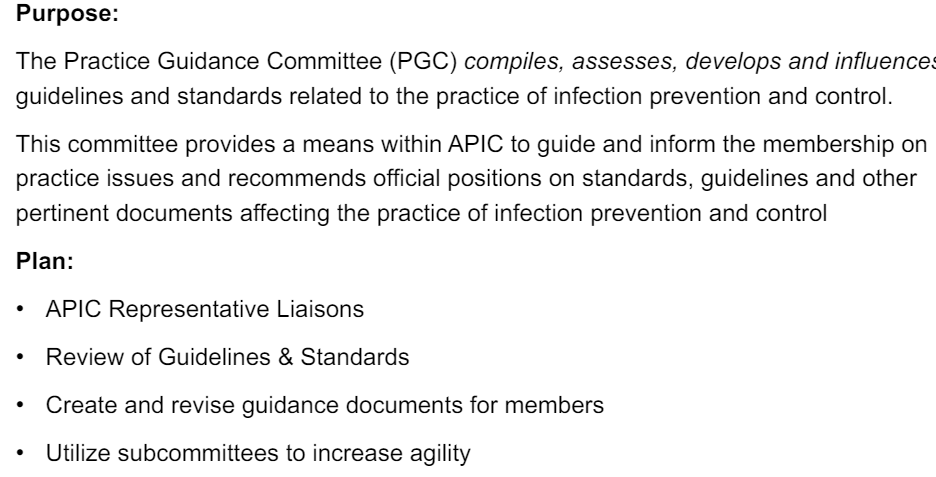 Purpose:
The Practice Guidance Committee (PGC) compiles, assesses, develops and influences
guidelines and standards related to the practice of infection prevention and control.
This committee provides a means within APIC to guide and inform the membership on
practice issues and recommends official positions on standards, guidelines and other
pertinent documents affecting the practice of infection prevention and control
Plan:
• APIC Representative Liaisons
• Review of Guidelines & Standards
• Create and revise guidance documents for members
• Utilize subcommittees to increase agility